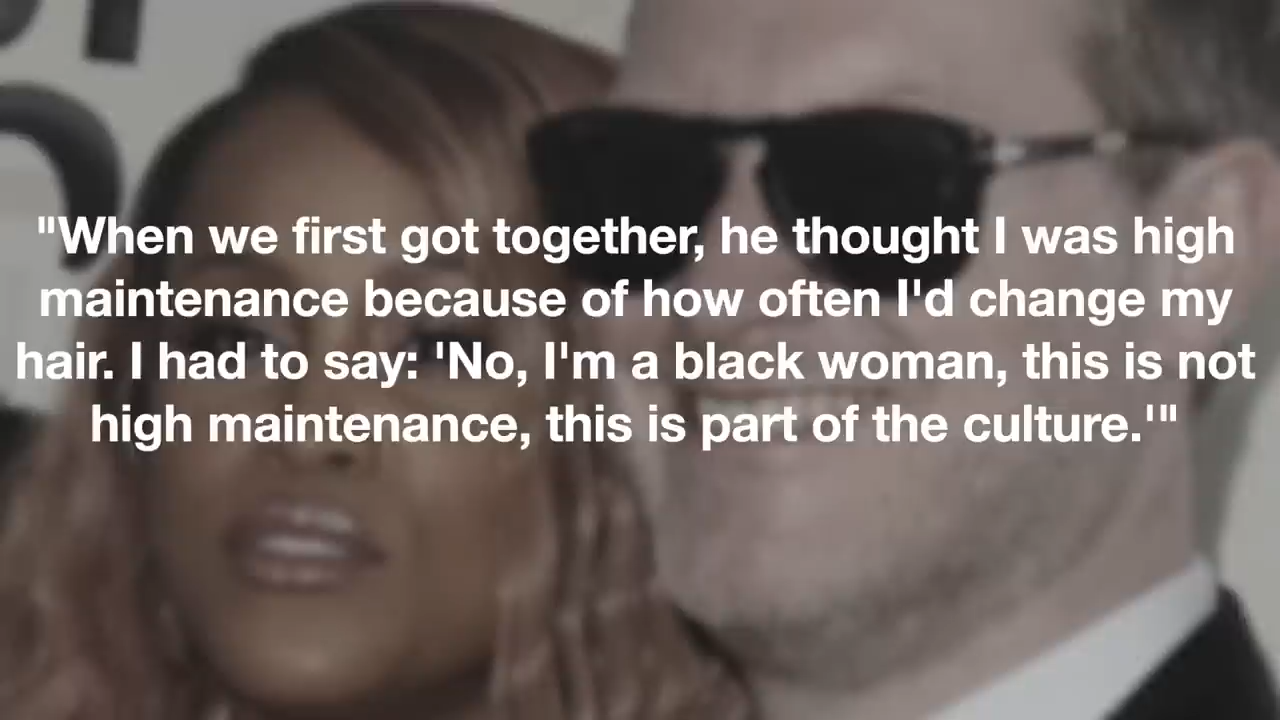 "When we first got together, he thought I was high
maintenance because of how often I'd change my
hair. I had to say: 'No, I'm a black woman, this is not
high maintenance, this is part of the culture.'"